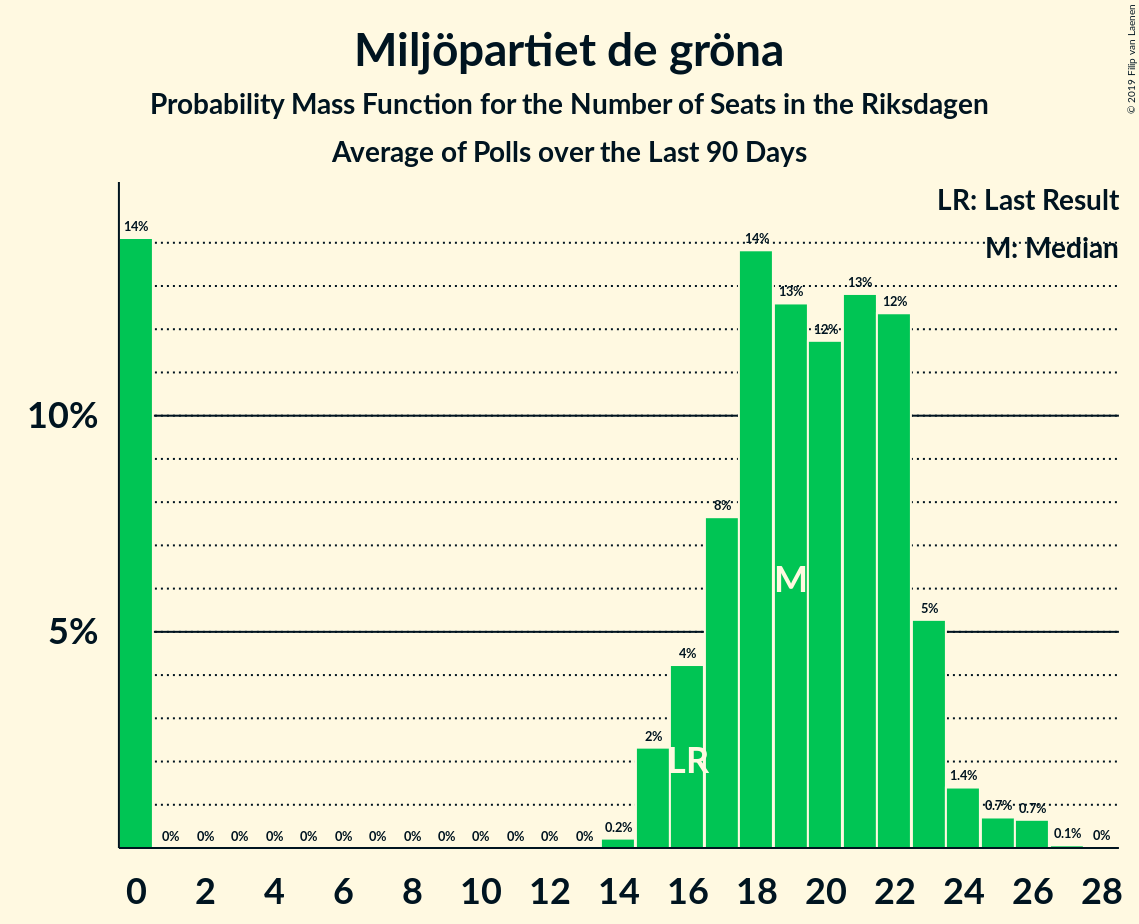 Miljöpartiet de gröna
Probability Mass Function for the Number of Seats in the Riksdagen
Average of Polls over the Last 90 Days
© 2019 Filip van Laenen
LR: Last Result
M: Median
14% 0% 0% 0% 0% 0% 0% 0% 0% 0% 0% 0% 0% 0% 0.2% 2% 4% 8% 14% 13% 12% 13% 12% 5% 1.4% 0.7% 0.7% 0.1% 0%
10%
5%
M
LR
0 2 4 6 8 10 12 14 16 18 20 22 24 26 28